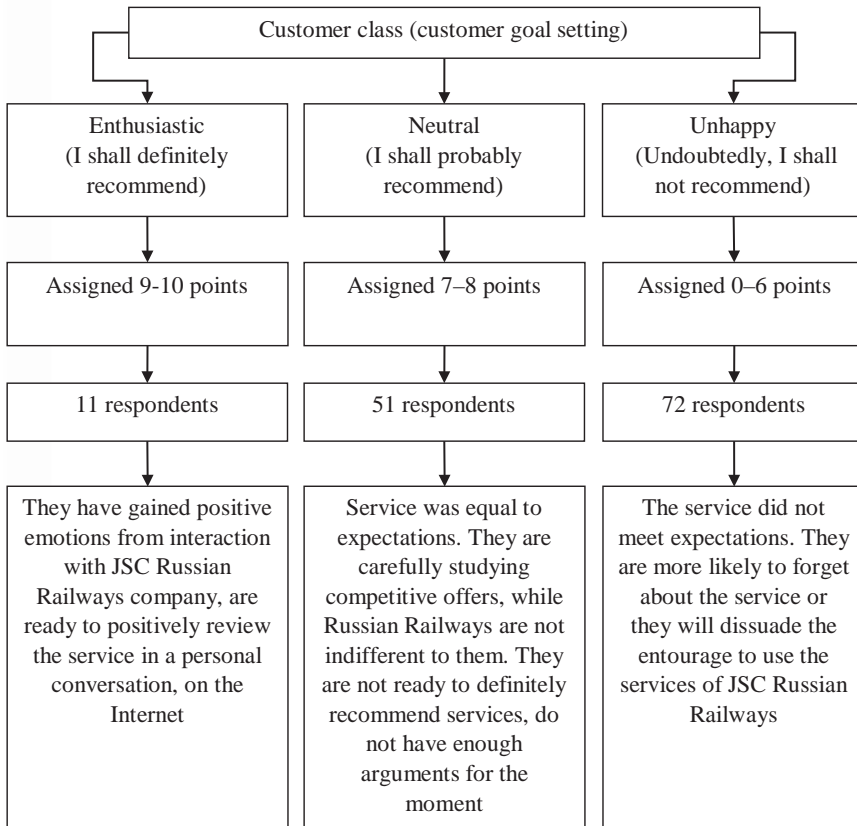 Customer class (customer goal setting)
Enthusiastic
(I shall definitely
recommend)
Neutral
(I shall probably
recommend)
Unhappy
(Undoubtedly, I shall
not recommend)
Assigned 9-10 points
Assigned 7–8 points
Assigned 0–6 points
11 respondents
51 respondents
72 respondents
They have gained positive
emotions from interaction
with JSC Russian
Railways company, are
ready to positively review
the service in a personal
conversation, on the
Internet
Service was equal to
expectations. They are
carefully studying
competitive offers, while
Russian Railways are not
indifferent to them. They
are not ready to definitely
recommend services, do
not have enough
arguments for the
moment
The service did not
meet expectations. They
are more likely to forget
about the service or
they will dissuade the
entourage to use the
services of JSC Russian
Railways